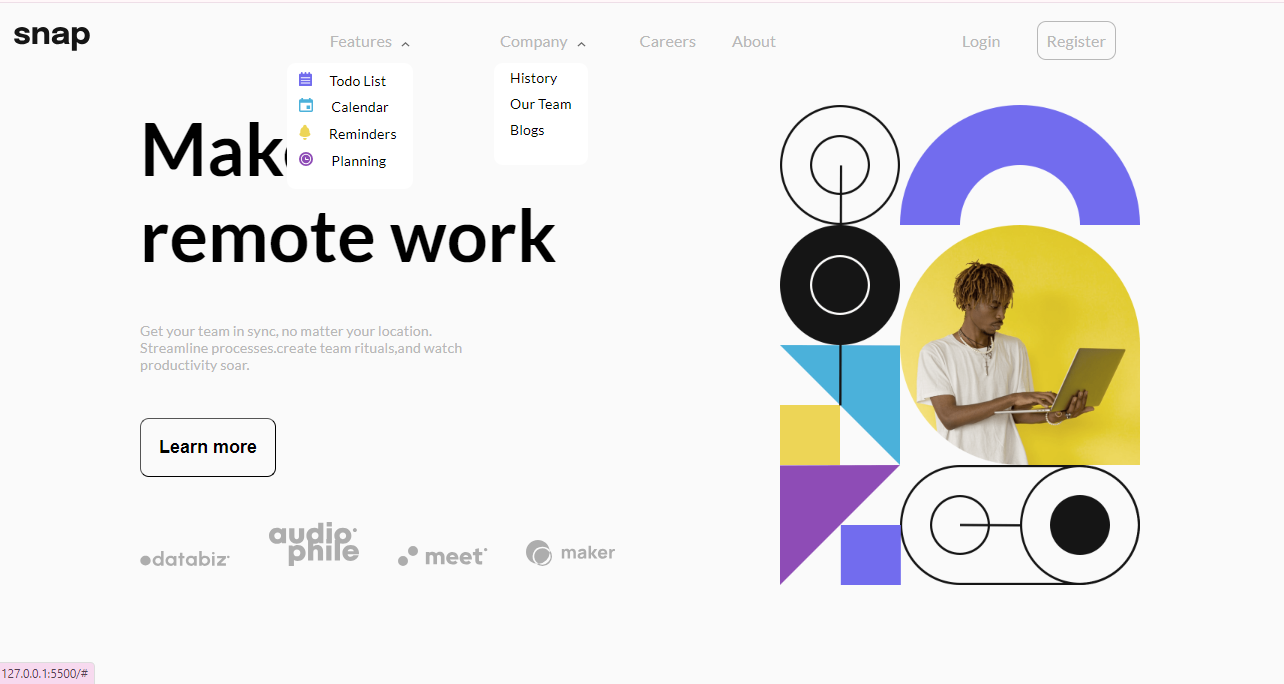 snap
Features
Company
Careers
About
Login
Register
Todo List
Calendar
Reminders
Planning
History
Our Team
Blogs
Mak
remote work
Get your team in sync, no matter your location.
Streamline processes.create team rituals,and watch
productivity soar.
Learn more
databiz
audio
phile
meet
maker
127.0.0.1:5500/#